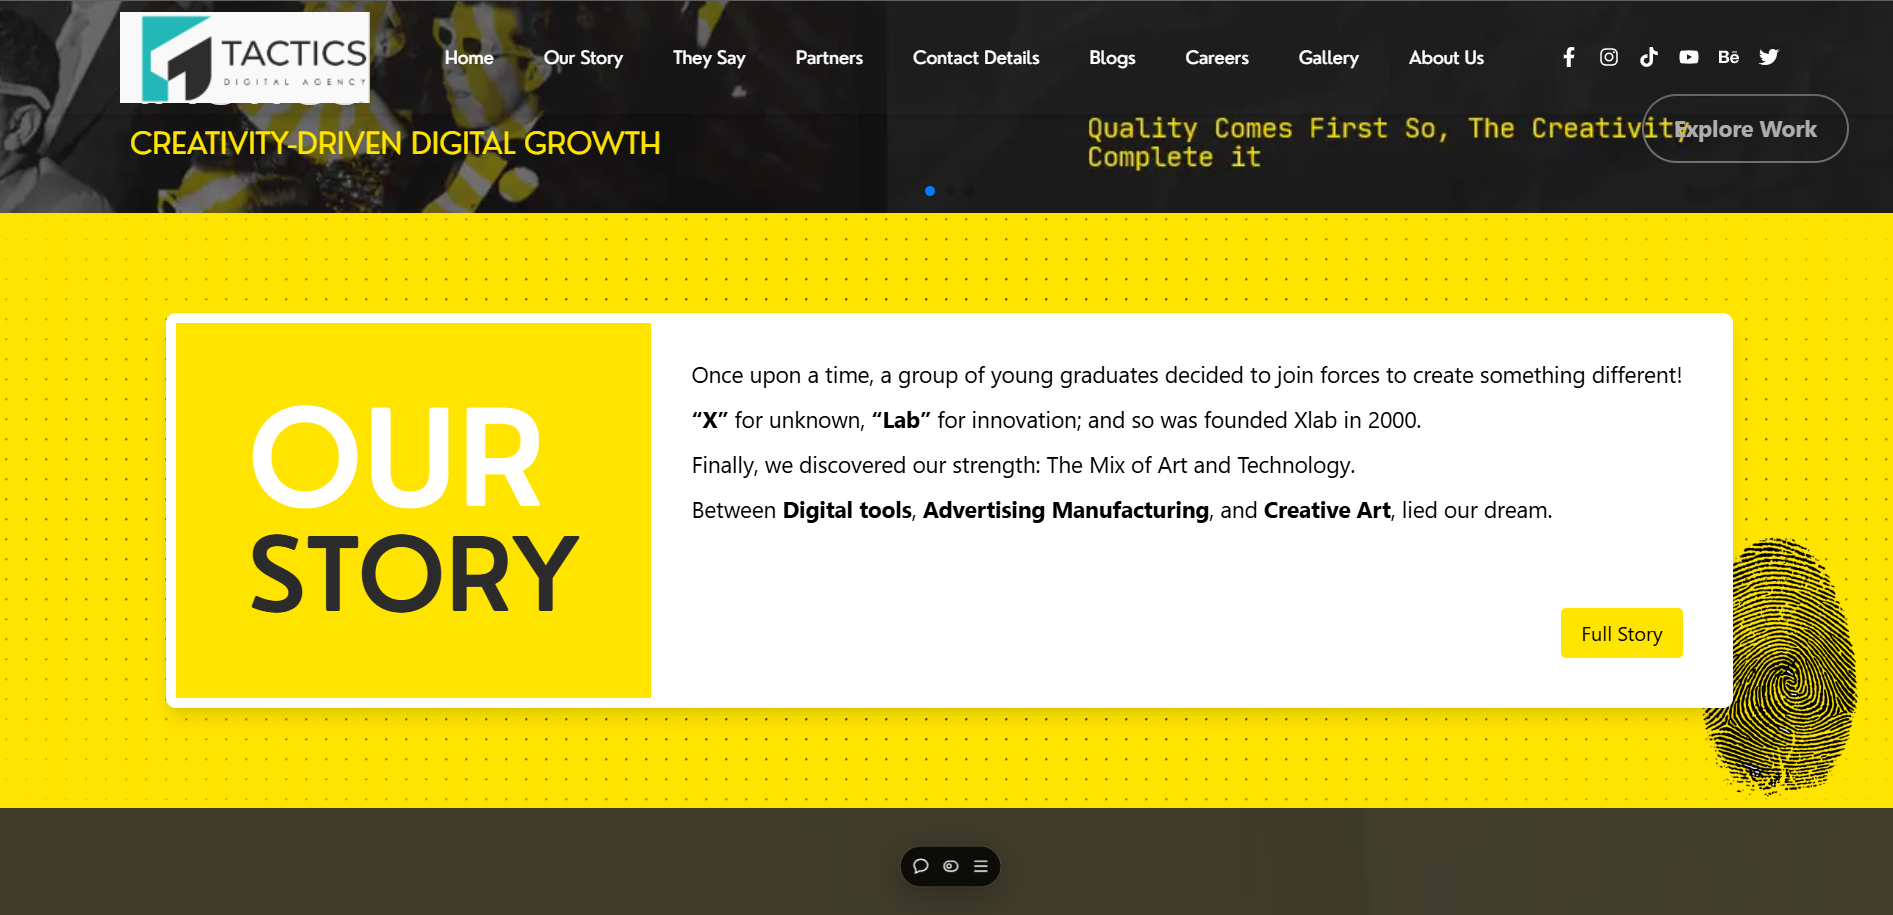 TACTICS
DIGITAL AGENCY
Home
Our Story
They Say
Partners
Contact Details
Blogs
Careers
Gallery
About Us
Bē
CREATIVITY-DRIVEN DIGITAL GROWTH
Quality Comes First So, The Creativity
Complete it
Explore Work
OUR
STORY
Once upon a time, a group of young graduates decided to join forces to create something different!
“X” for unknown, “Lab” for innovation; and so was founded Xlab in 2000.
Finally, we discovered our strength: The Mix of Art and Technology.
Between Digital tools, Advertising Manufacturing, and Creative Art, lied our dream.
Full Story